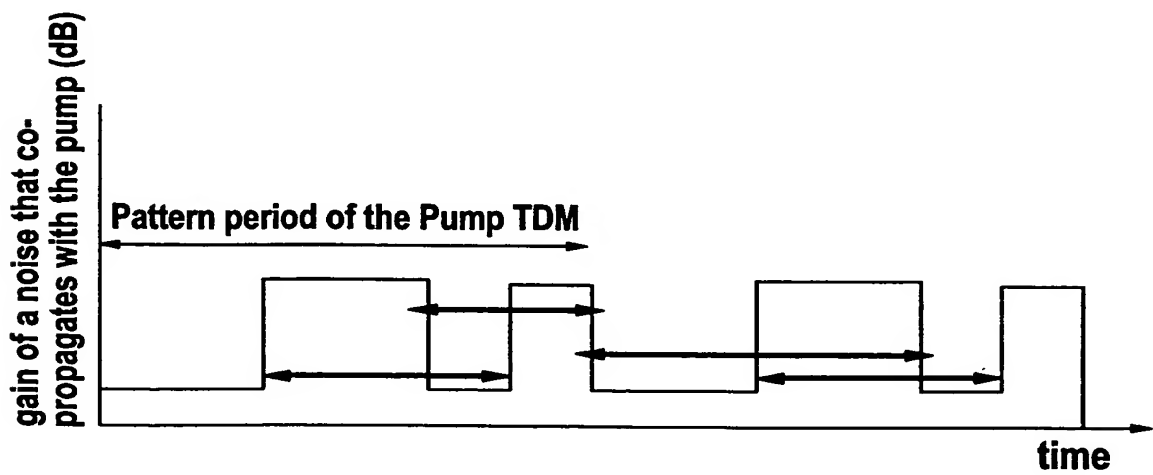 gain of a noise that co-
propagates with the pump (dB)
Pattern period of the Pump TDM
time